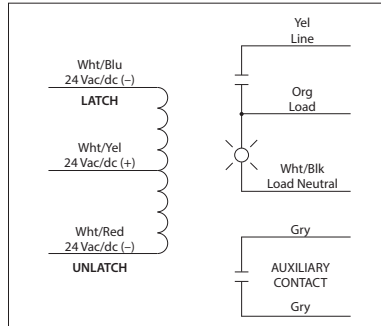 Wht/Blu
24 Vac/dc (–)
LATCH
Wht/Yel
24 Vac/dc (+)
Wht/Red
24 Vac/dc (–)
UNLATCH
Yel
Line
Org
Load
Wht/Blk
Load Neutral
Gry
AUXILIARY
CONTACT
Gry